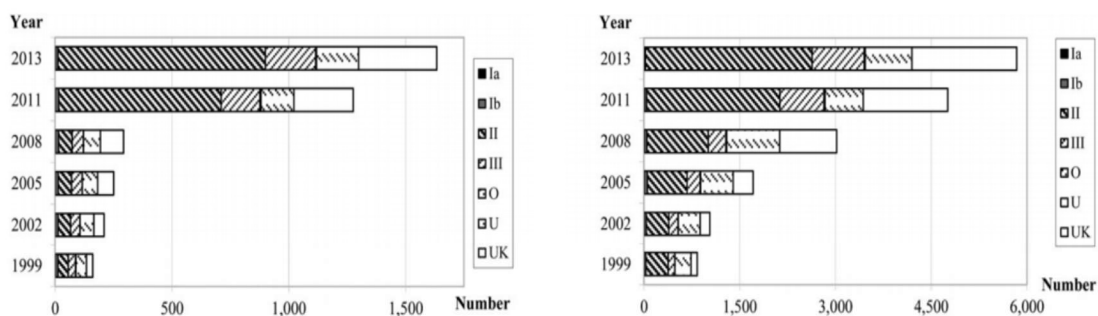 Year
2013
2011
2008
2005
2002
1999
0 500 1,000 1,500
Number
Ia
Ib
II
III
O
U
UK
Year
2013
2011
2008
2005
2002
1999
0 1,500 3,000 4,500 6,000
Number
Ia
Ib
II
III
O
U
UK